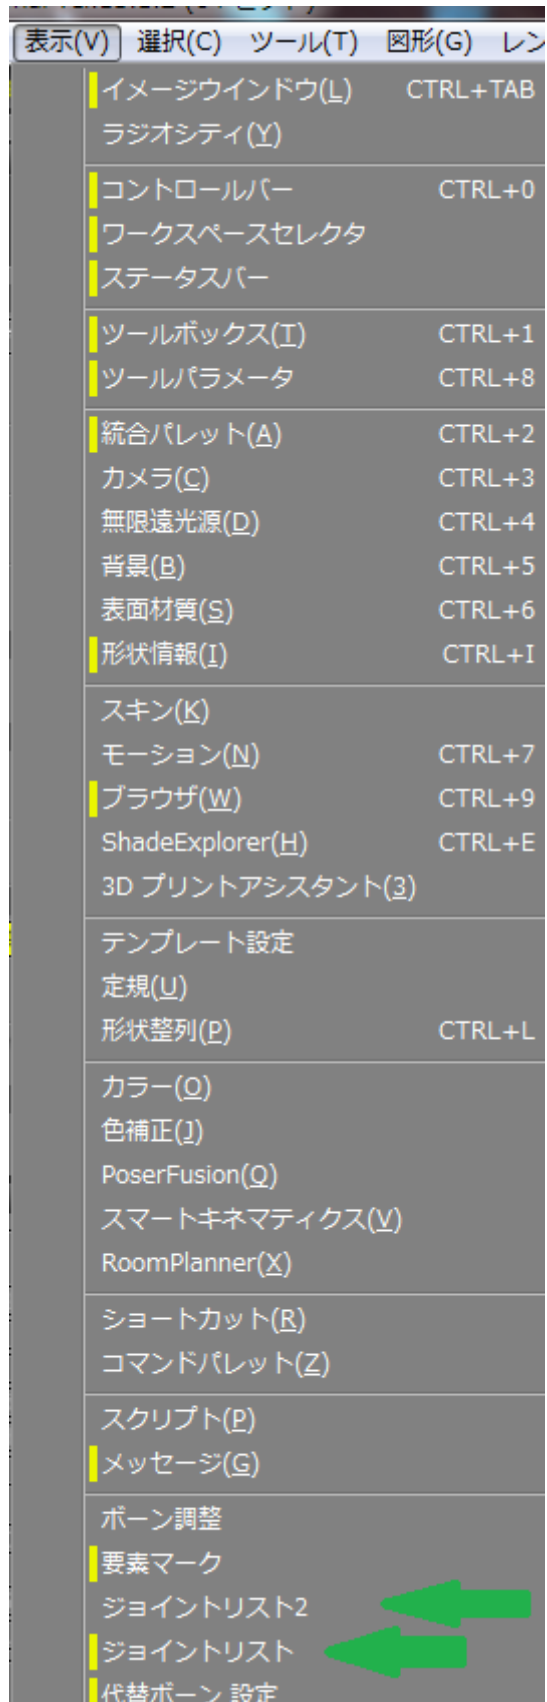 表示(V) 選択(C) ツール(T) 図形(G) レン
イメージウインドウ(L) CTRL+TAB
ラジオシティ(Y)
コントロールバー CTRL+0
ワークスペースセレクタ
ステータスバー
ツールボックス(T) CTRL+1
ツールパラメータ CTRL+8
統合パレット(A) CTRL+2
カメラ(C) CTRL+3
無限遠光源(D) CTRL+4
背景(B) CTRL+5
表面材質(S) CTRL+6
形状情報(I) CTRL+I
スキン(K)
モーション(N) CTRL+7
ブラウザ(W) CTRL+9
ShadeExplorer(H) CTRL+E
3D プリントアシスタント(3)
テンプレート設定
定規(U)
形状整列(P) CTRL+L
カラー(O)
色補正(J)
PoserFusion(Q)
スマートキネマティクス(V)
RoomPlanner(X)
ショートカット(R)
コマンドパレット(Z)
スクリプト(P)
メッセージ(G)
ボーン調整
要素マーク
ジョイントリスト2
ジョイントリスト
代替ボーン 設定